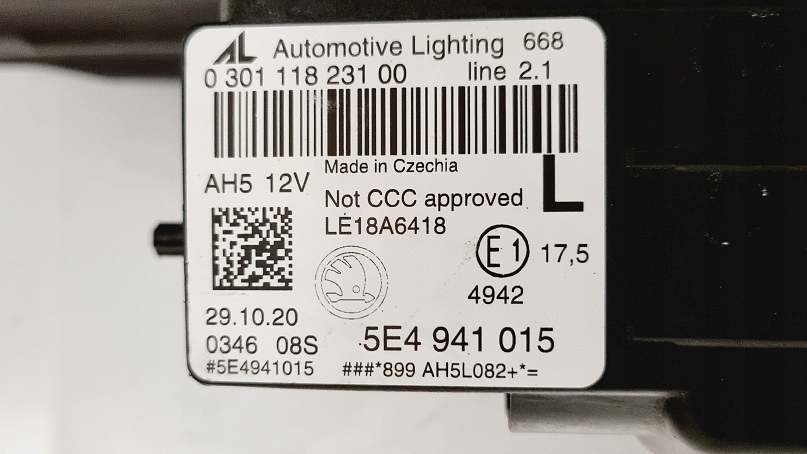 AL Automotive Lighting 668
0 301 118 231 00 line 2.1
Made in Czechia
AH5 12V
Not CCC approved L
LE18A6418
E1 17,5
4942
29.10.20
0346 08S
5E4 941 015
#5E4941015
###*899 AH5L082+*=